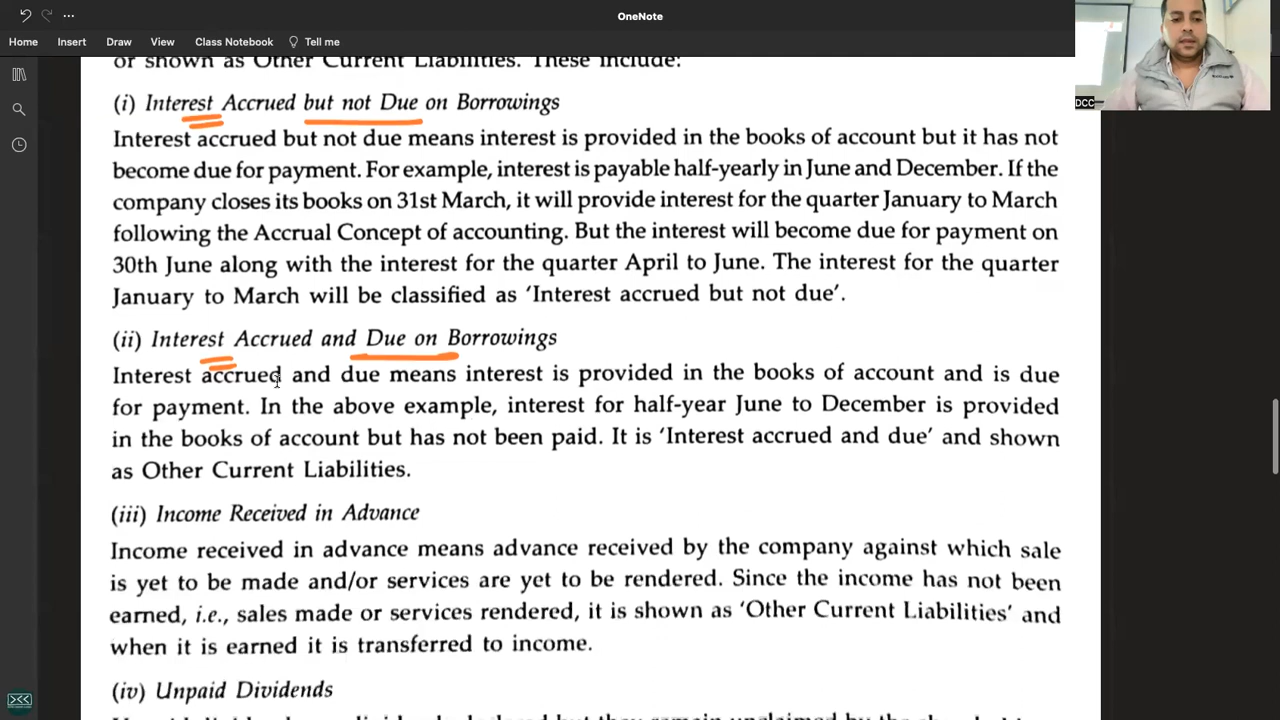 OneNote
Home Insert Draw View Class Notebook Tell me
or shown as Other Current Liabilities. These include:
(i) Interest Accrued but not Due on Borrowings
Interest accrued but not due means interest is provided in the books of account but it has not
become due for payment. For example, interest is payable half-yearly in June and December. If the
company closes its books on 31st March, it will provide interest for the quarter January to March
following the Accrual Concept of accounting. But the interest will become due for payment on
30th June along with the interest for the quarter April to June. The interest for the quarter
January to March will be classified as ‘Interest accrued but not due’.
(ii) Interest Accrued and Due on Borrowings
Interest accrued and due means interest is provided in the books of account and is due
for payment. In the above example, interest for half-year June to December is provided
in the books of account but has not been paid. It is ‘Interest accrued and due’ and shown
as Other Current Liabilities.
(iii) Income Received in Advance
Income received in advance means advance received by the company against which sale
is yet to be made and/or services are yet to be rendered. Since the income has not been
earned, i.e., sales made or services rendered, it is shown as ‘Other Current Liabilities’ and
when it is earned it is transferred to income.
(iv) Unpaid Dividends
DCC